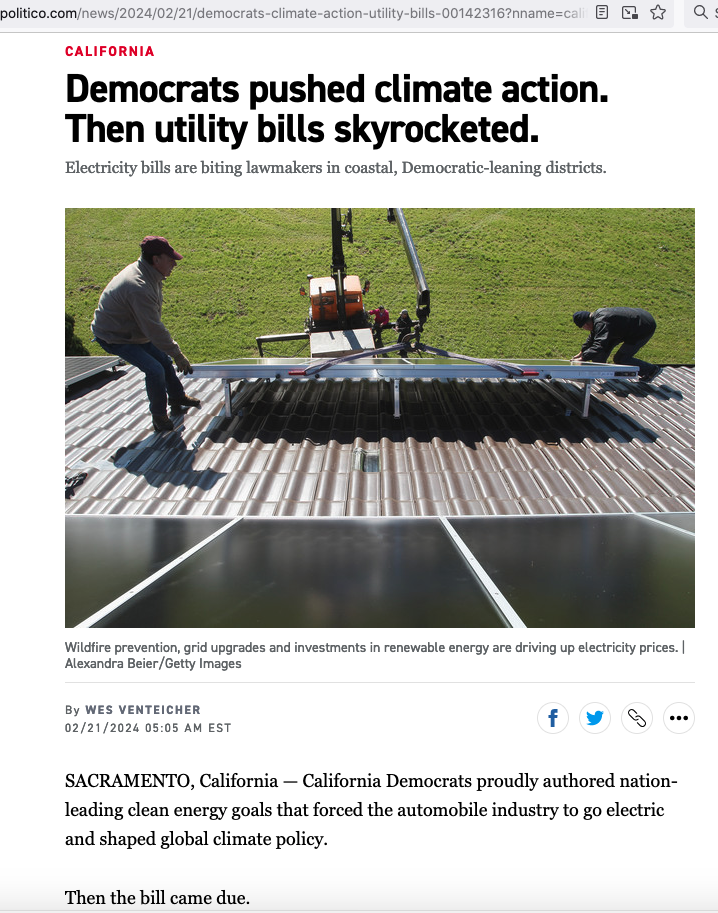 politico.com/news/2024/02/21/democrats-climate-action-utility-bills-00142316?nname=cali
CALIFORNIA
Democrats pushed climate action.
Then utility bills skyrocketed.
Electricity bills are biting lawmakers in coastal, Democratic-leaning districts.
Wildfire prevention, grid upgrades and investments in renewable energy are driving up electricity prices. |
Alexandra Beier/Getty Images
By WES VENTEICHER
02/21/2024 05:05 AM EST
SACRAMENTO, California — California Democrats proudly authored nation-
leading clean energy goals that forced the automobile industry to go electric
and shaped global climate policy.
Then the bill came due.